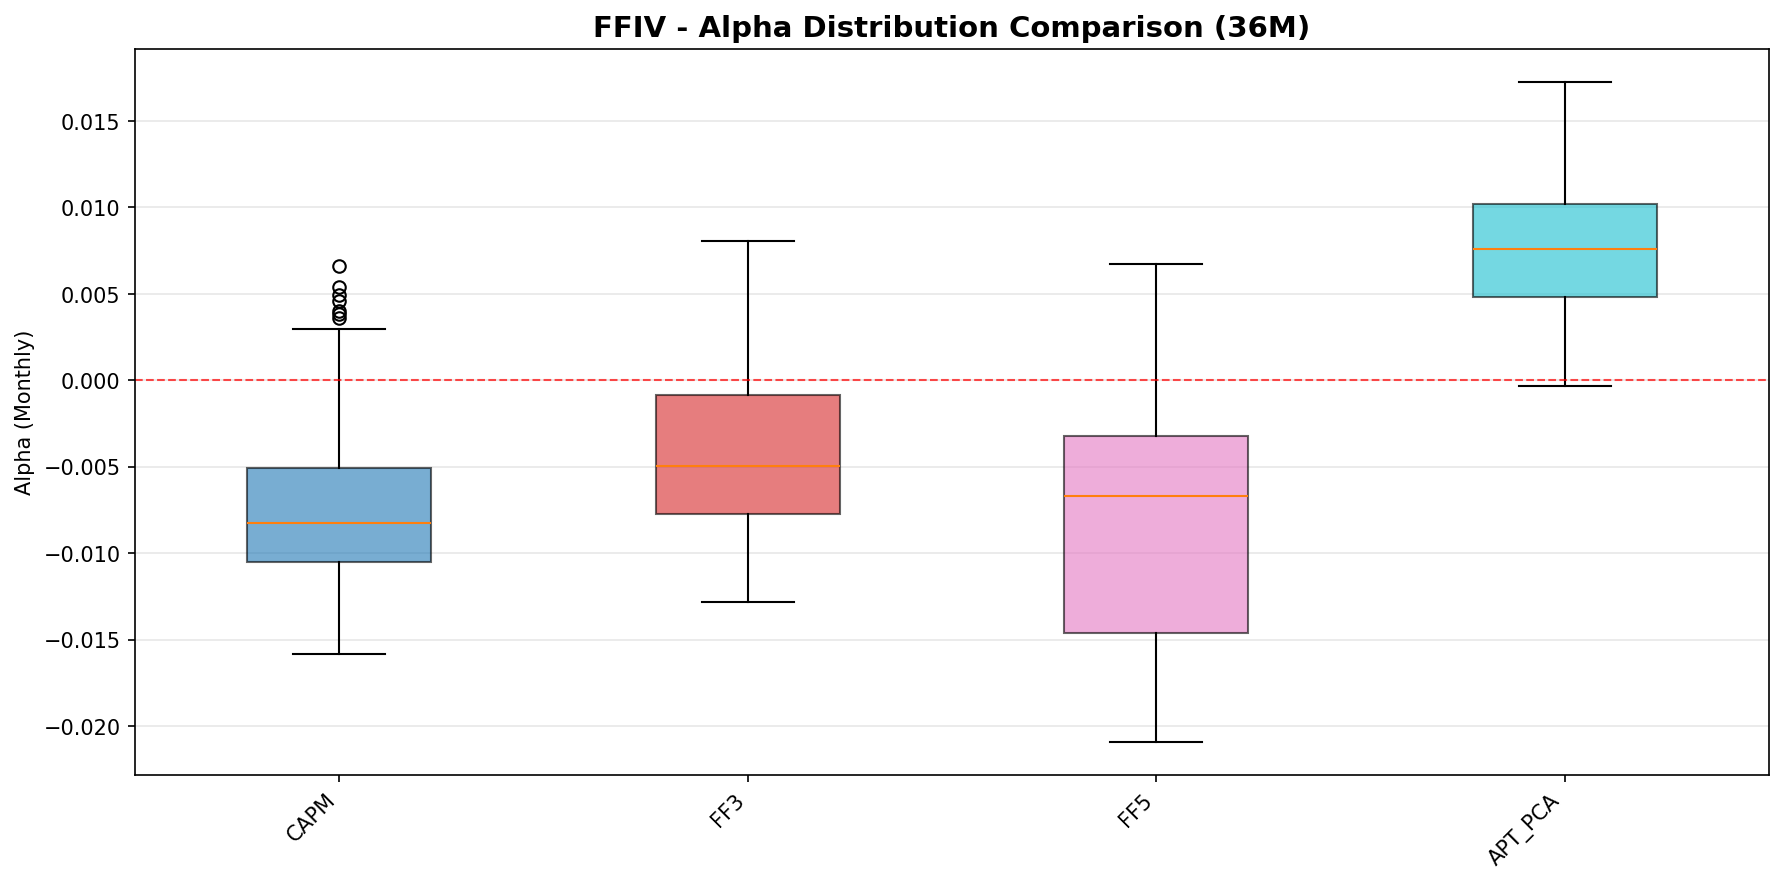 FFIV - Alpha Distribution Comparison (36M)
Alpha (Monthly)
0.015
0.010
0.005
0.000
−0.005
−0.010
−0.015
−0.020
CAPM
FF3
FF5
APT_PCA